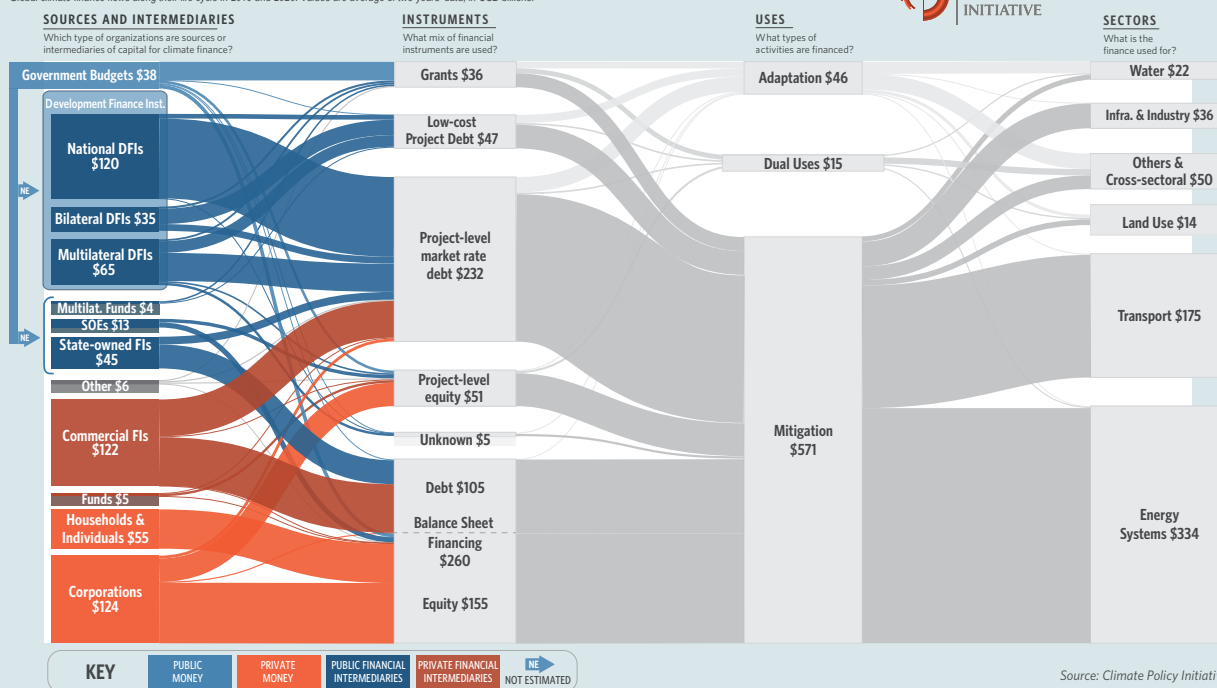 INITIATIVE
SOURCES AND INTERMEDIARIES
Which type of organizations are sources or
intermediaries of capital for climate finance?
INSTRUMENTS
What mix of financial
instruments are used?
USES
What types of
activities are financed?
SECTORS
What is the
finance used for?
Government Budgets $38
Development Finance Inst.
National DFIs
$120
NE
Bilateral DFIs $35
Multilateral DFIs
$65
Multilat. Funds $4
SOEs $13
NE
State-owned FIs
$45
Other $6
Commercial FIs
$122
Funds $5
Households &
Individuals $55
Corporations
$124
Grants $36
Low-cost
Project Debt $47
Project-level
market rate
debt $232
Project-level
equity $51
Unknown $5
Debt $105
Balance Sheet
Financing
$260
Equity $155
Adaptation $46
Dual Uses $15
Mitigation
$571
Water $22
Infra. & Industry $36
Others &
Cross-sectoral $50
Land Use $14
Transport $175
Energy
Systems $334
KEY
PUBLIC
MONEY
PRIVATE
MONEY
PUBLIC FINANCIAL
INTERMEDIARIES
PRIVATE FINANCIAL
INTERMEDIARIES
NE
NOT ESTIMATED
Source: Climate Policy Initiati